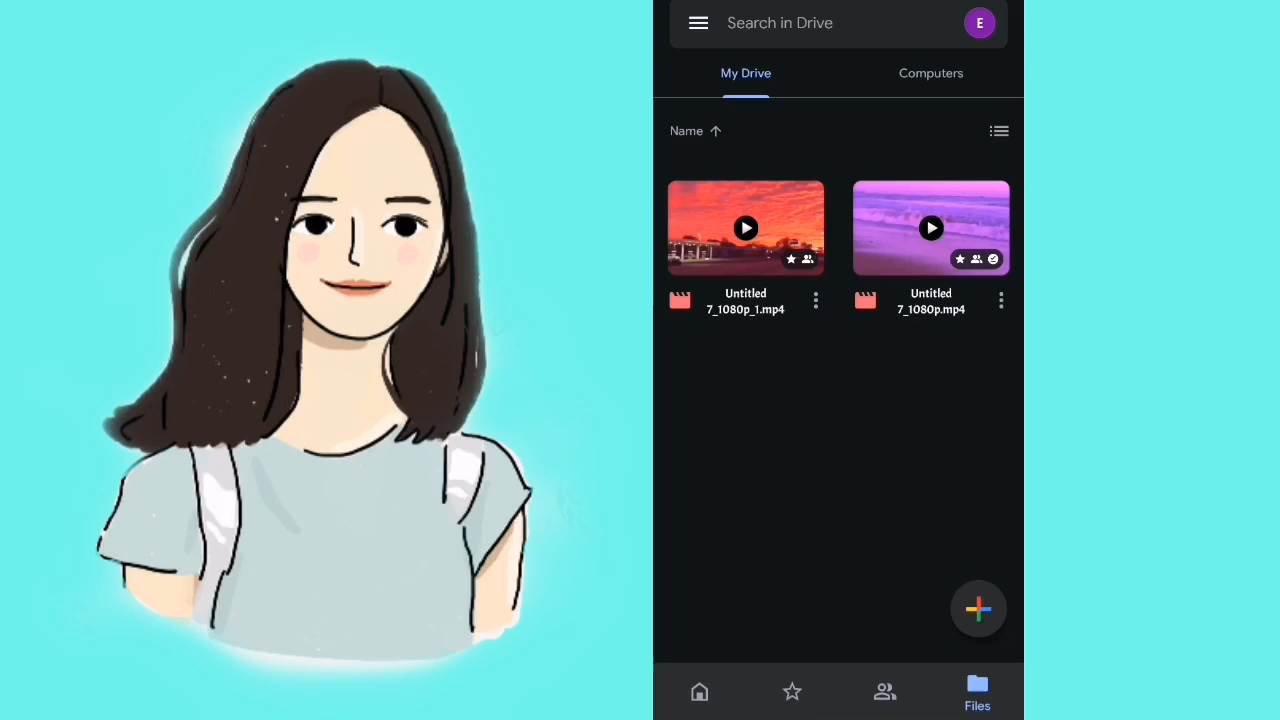 Search in Drive
E
My Drive
Computers
Name
Untitled
7_1080p_1.mp4
Untitled
7_1080p.mp4
Files